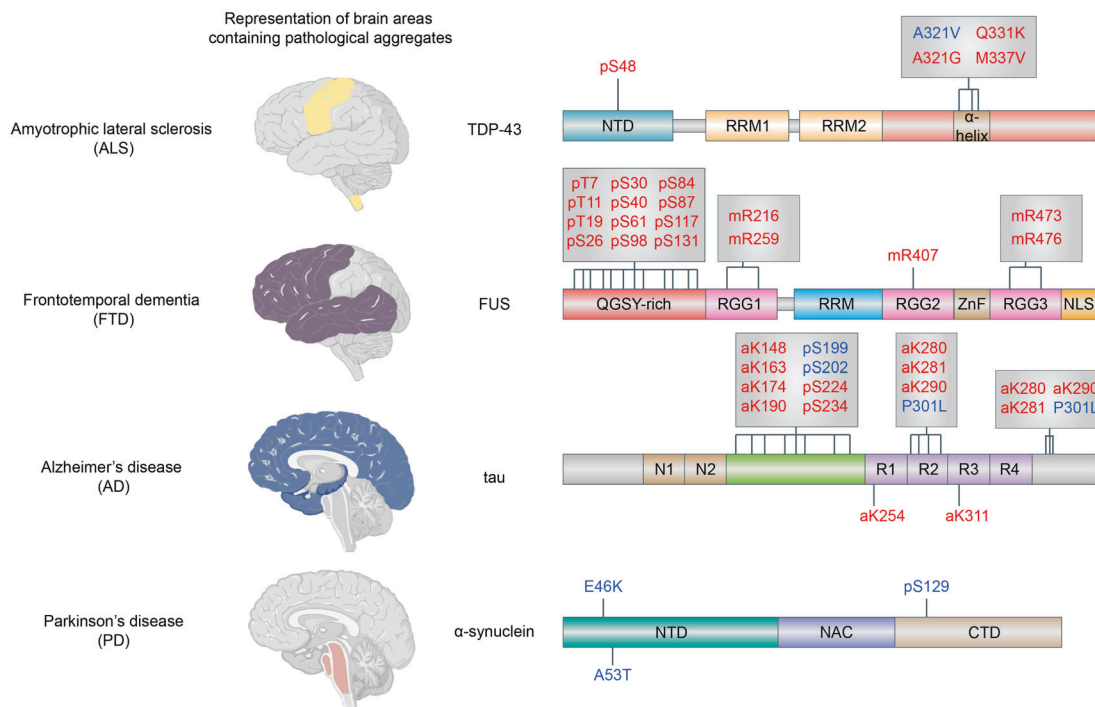 Representation of brain areas
containing pathological aggregates
Amyotrophic lateral sclerosis
(ALS)
TDP-43
pS48
A321V Q331K
A321G M337V
NTD
RRM1
RRM2
α-
helix
Frontotemporal dementia
(FTD)
FUS
pT7 pS30 pS84
pT11 pS40 pS87
pT19 pS61 pS117
pS26 pS98 pS131
mR216
mR259
mR407
mR473
mR476
QGSY-rich
RGG1
RRM
RGG2
ZnF
RGG3
NLS
Alzheimer’s disease
(AD)
tau
aK148 pS199
aK163 pS202
aK174 pS224
aK190 pS234
aK280
aK281
aK290
P301L
aK280 aK290
aK281 P301L
N1
N2
R1
R2
R3
R4
aK254
aK311
Parkinson’s disease
(PD)
α-synuclein
E46K
pS129
NTD
NAC
CTD
A53T